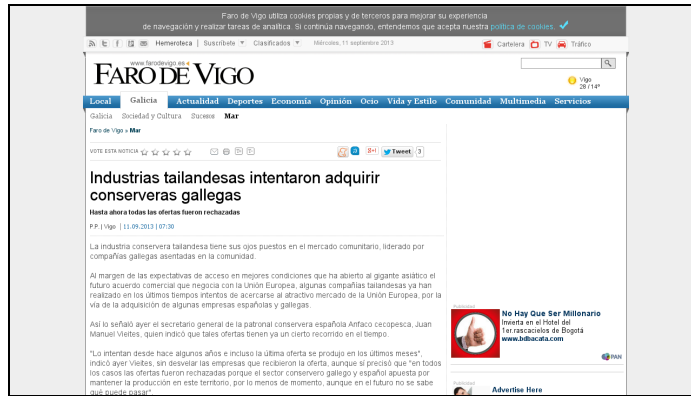 Faro de Vigo utiliza cookies propias y de terceros para mejorar su experiencia
de navegación y realizar tareas de analítica. Si continúa navegando, entendemos que acepta nuestra política de cookies.
Hemeroteca | Suscríbete Clasificados Miércoles, 11 septiembre 2013 Cartelera TV Tráfico
www.farodevigo.es
FARO DE VIGO
Vigo
28 / 14º
Local Galicia Actualidad Deportes Economía Opinión Ocio Vida y Estilo Comunidad Multimedia Servicios
Galicia Sociedad y Cultura Sucesos Mar
Faro de Vigo » Mar
VOTE ESTA NOTICIA
+1 Tweet 3
Industrias tailandesas intentaron adquirir
conserveras gallegas
Hasta ahora todas las ofertas fueron rechazadas
P.P. | Vigo | 11.09.2013 | 07:30
La industria conservera tailandesa tiene sus ojos puestos en el mercado comunitario, liderado por
compañías gallegas asentadas en la comunidad.
Al margen de las expectativas de acceso en mejores condiciones que ha abierto al gigante asiático el
futuro acuerdo comercial que negocia con la Unión Europea, algunas compañías tailandesas ya han
realizado en los últimos tiempos intentos de acercarse al atractivo mercado de la Unión Europea, por la
vía de la adquisición de algunas empresas españolas y gallegas.
Así lo señaló ayer el secretario general de la patronal conservera española Anfaco cecopesca, Juan
Manuel Vieites, quien indicó que tales ofertas tienen ya un cierto recorrido en el tiempo.
"Lo intentan desde hace algunos años e incluso la última oferta se produjo en los últimos meses",
indicó ayer Vieites, sin desvelar las empresas que recibieron la oferta, aunque sí precisó que "en todos
los casos las ofertas fueron rechazadas porque el sector conservero gallego y español apuesta por
mantener la producción en este territorio, por lo menos de momento, aunque en el futuro no se sabe
qué puede pasar".
Publicidad
No Hay Que Ser Millonario
Invierta en el Hotel del
1er.rascacielos de Bogotá
www.bdbacata.com
PAN
Publicidad
Advertise Here